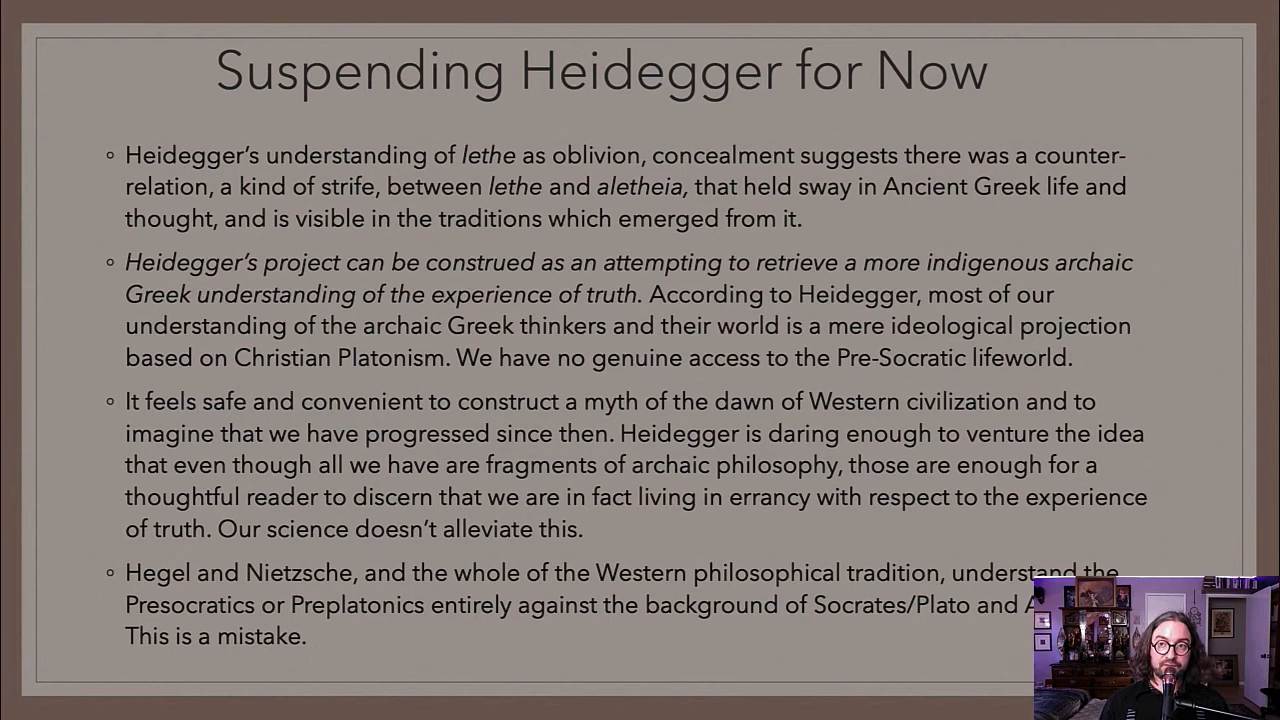 Suspending Heidegger for Now
◦ Heidegger’s understanding of lethe as oblivion, concealment suggests there was a counter-
relation, a kind of strife, between lethe and aletheia, that held sway in Ancient Greek life and
thought, and is visible in the traditions which emerged from it.
◦ Heidegger’s project can be construed as an attempting to retrieve a more indigenous archaic
Greek understanding of the experience of truth. According to Heidegger, most of our
understanding of the archaic Greek thinkers and their world is a mere ideological projection
based on Christian Platonism. We have no genuine access to the Pre-Socratic lifeworld.
◦ It feels safe and convenient to construct a myth of the dawn of Western civilization and to
imagine that we have progressed since then. Heidegger is daring enough to venture the idea
that even though all we have are fragments of archaic philosophy, those are enough for a
thoughtful reader to discern that we are in fact living in errancy with respect to the experience
of truth. Our science doesn’t alleviate this.
◦ Hegel and Nietzsche, and the whole of the Western philosophical tradition, understand the
Presocratics or Preplatonics entirely against the background of Socrates/Plato and
This is a mistake.